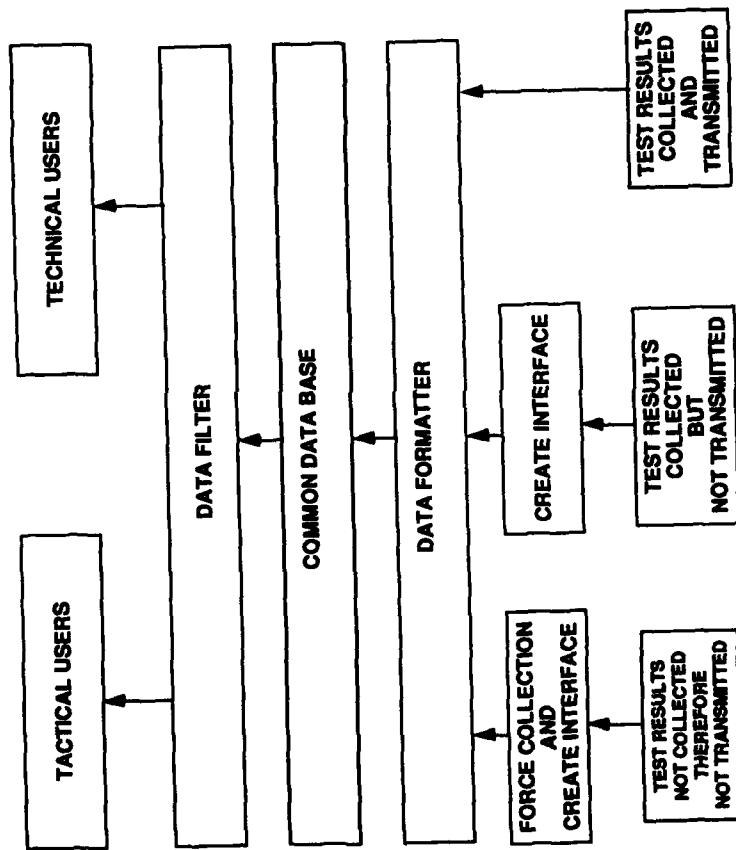 TACTICAL USERS
TECHNICAL USERS
DATA FILTER
COMMON DATA BASE
DATA FORMATTER
FORCE COLLECTION
AND
CREATE INTERFACE
CREATE INTERFACE
TEST RESULTS
NOT COLLECTED
THEREFORE
NOT TRANSMITTED
TEST RESULTS
COLLECTED
BUT
NOT TRANSMITTED
TEST RESULTS
COLLECTED
AND
TRANSMITTED